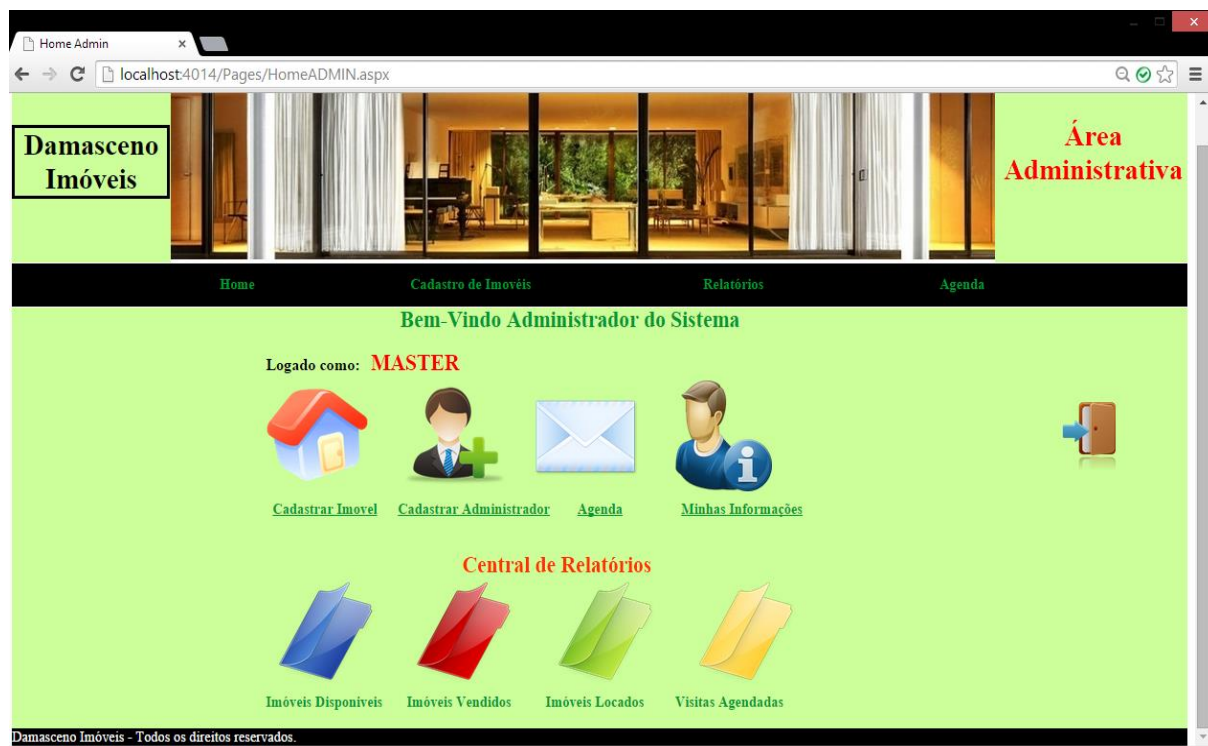 Home Admin
localhost:4014/Pages/HomeADMIN.aspx
Damasceno
Imóveis
Área
Administrativa
Home Cadastro de Imovéis Relatórios Agenda
Bem-Vindo Administrador do Sistema
Logado como: MASTER
Cadastrar Imovel Cadastrar Administrador Agenda Minhas Informações
Central de Relatórios
Imóveis Disponíveis Imóveis Vendidos Imóveis Locados Visitas Agendadas
Damasceno Imóveis - Todos os direitos reservados.